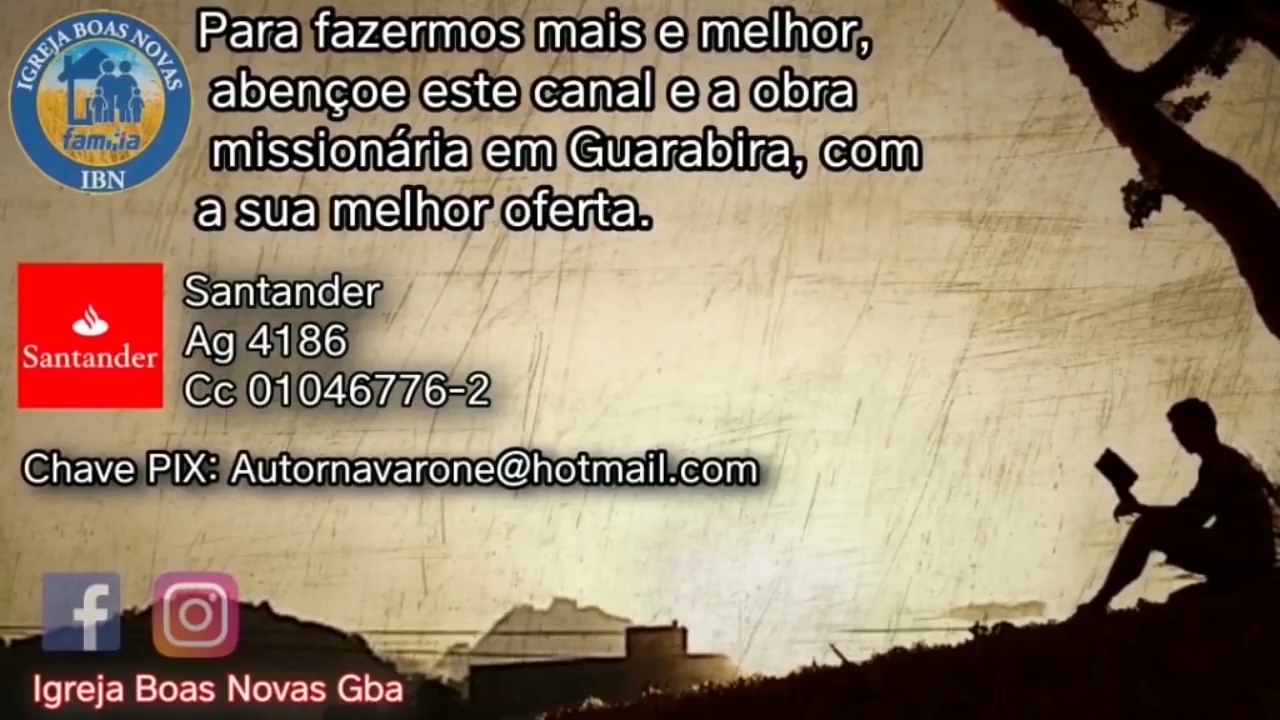 IGREJA BOAS NOVAS
família
IBN
Para fazermos mais e melhor,
abençoe este canal e a obra
missionária em Guarabira, com
a sua melhor oferta.
Santander
Santander
Ag 4186
Cc 01046776-2
Chave PIX: Autornavarone@hotmail.com
f
Igreja Boas Novas Gba